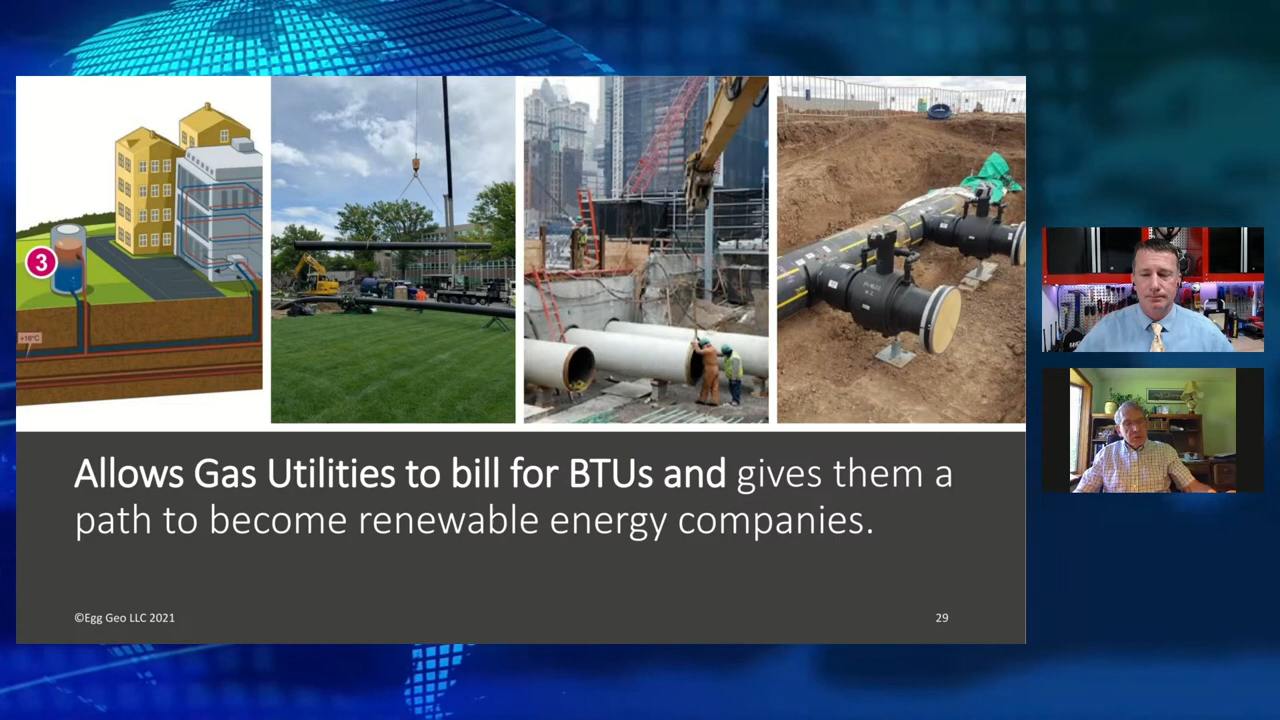 3
+16°C
Allows Gas Utilities to bill for BTUs and gives them a
path to become renewable energy companies.
©Egg Geo LLC 2021
29